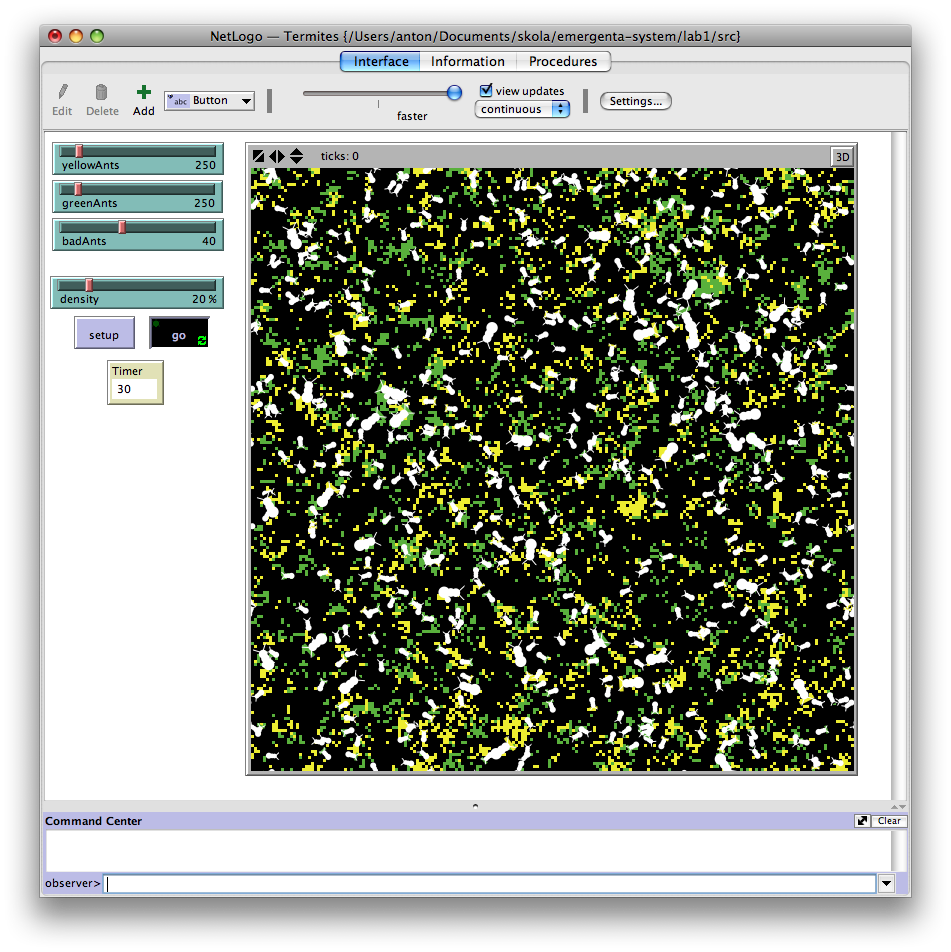 NetLogo — Termites {/Users/anton/Documents/skola/emergenta-system/lab1/src}
Interface Information Procedures
Edit Delete Add abc Button faster view updates continuous Settings...
yellowAnts 250
greenAnts 250
badAnts 40
density 20 %
setup go
Timer
30
ticks: 0 3D
Command Center Clear
observer>